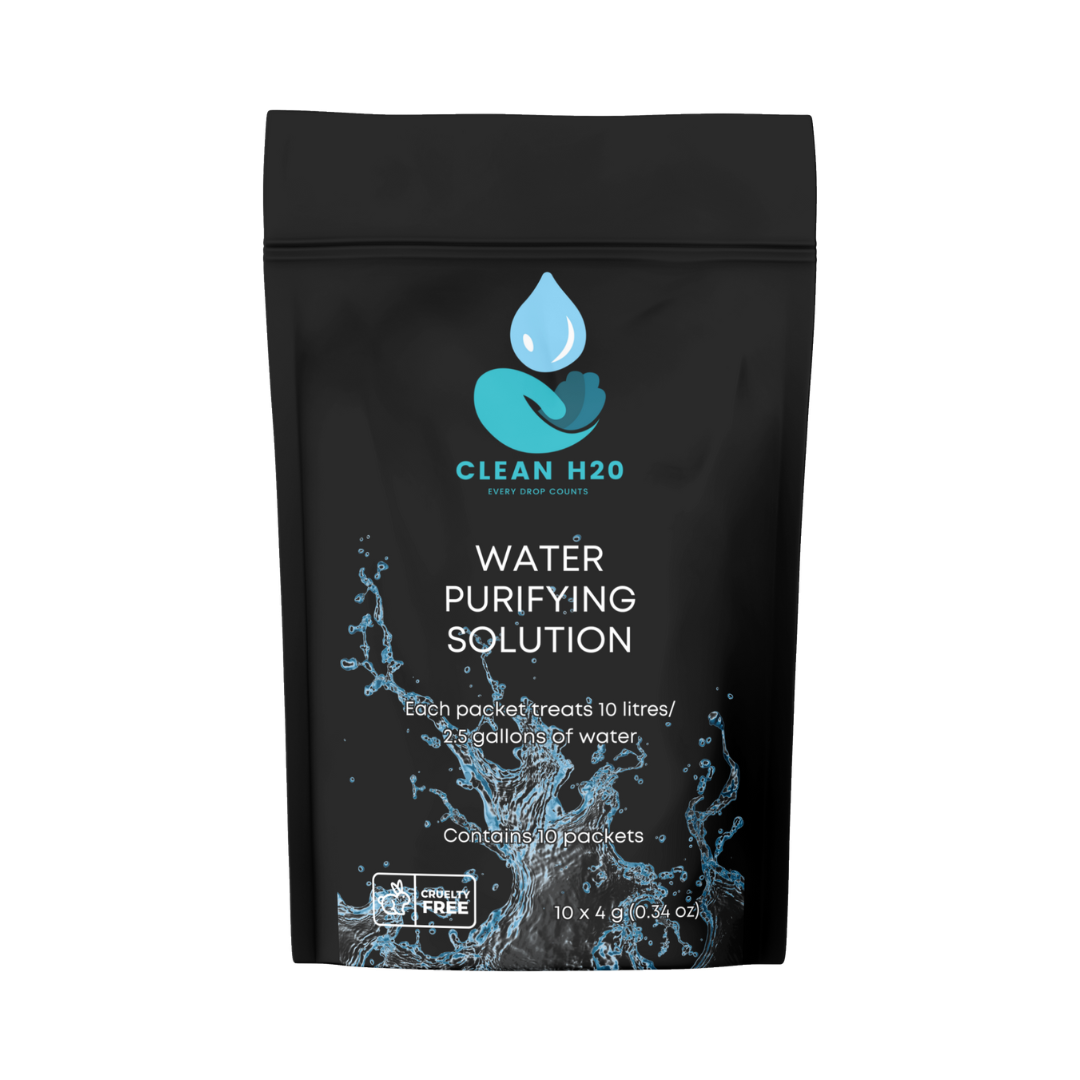 CLEAN H20
EVERY DROP COUNTS
WATER
PURIFYING
SOLUTION
Each packet treats 10 litres/
2.5 gallons of water
Contains 10 packets
CRUELTY
FREE
10 x 4 g (0.34 oz)